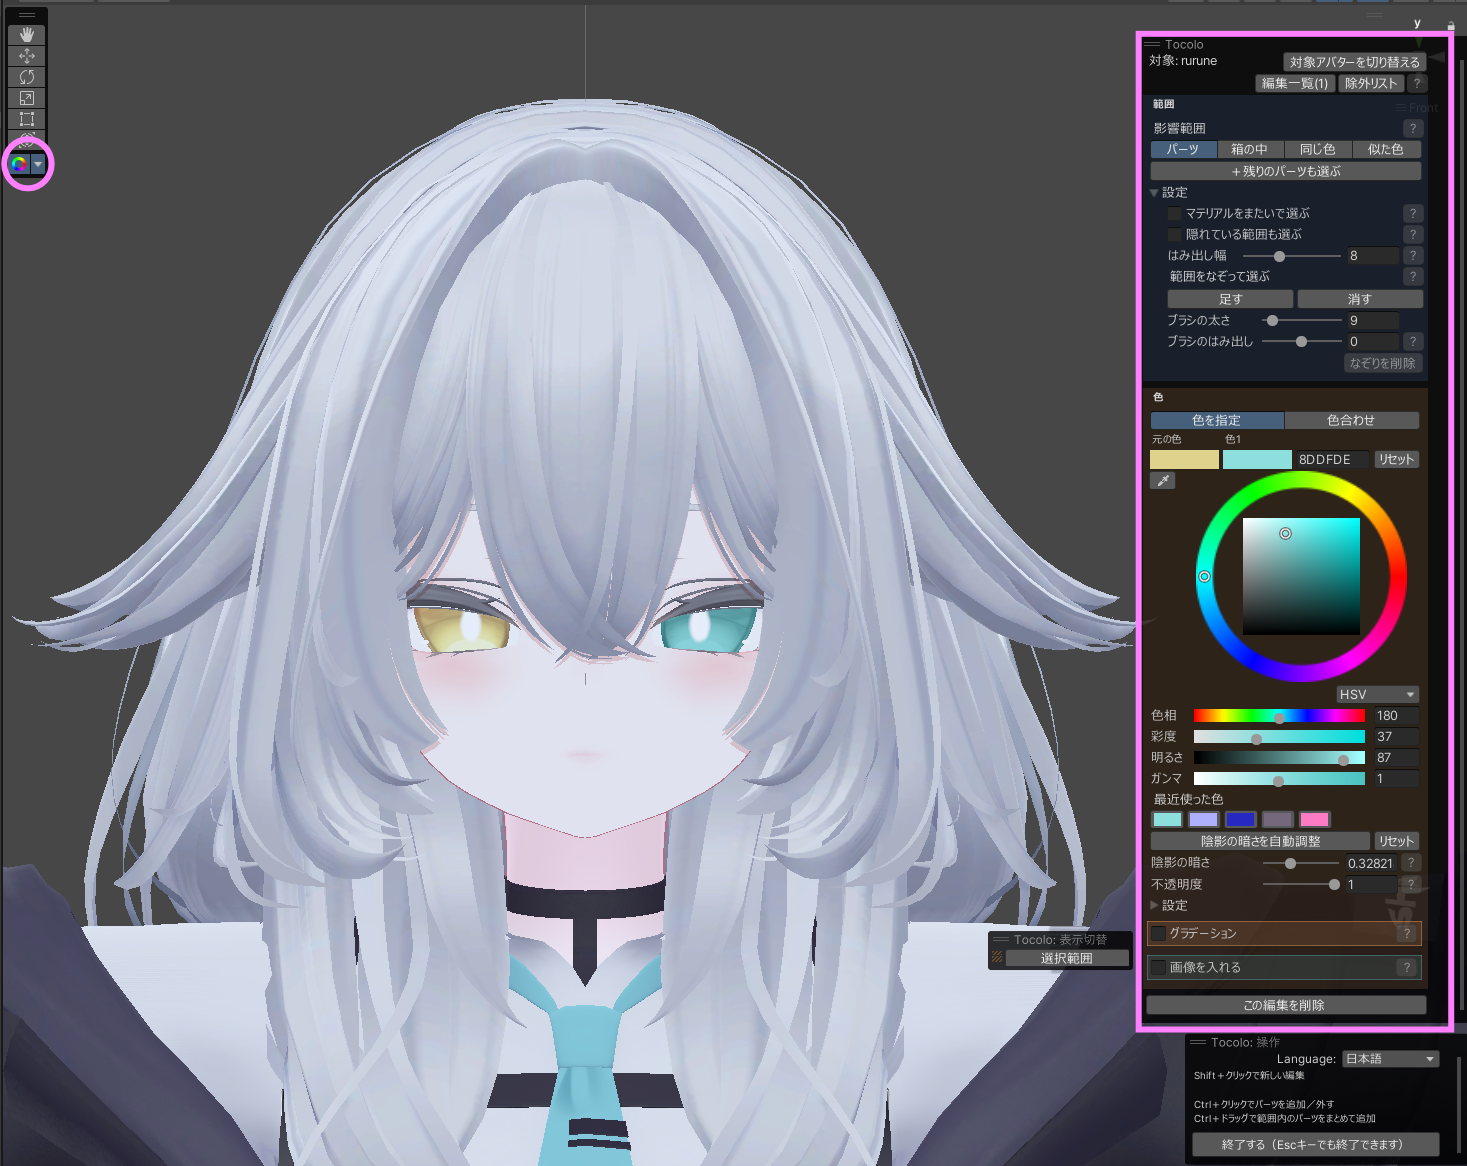 y
Tocolo
対象: rurune
対象アバターを切り替える
編集一覧(1)
除外リスト
?
Front
範囲
影響範囲
?
パーツ
箱の中
同じ色
似た色
+残りのパーツも選ぶ
設定
マテリアルをまたいで選ぶ
?
隠れている範囲も選ぶ
?
はみ出し幅
8
?
範囲をなぞって選ぶ
?
足す
消す
ブラシの太さ
9
ブラシのはみ出し
0
?
なぞりを削除
色
色を指定
色合わせ
元の色
色1
8DDFDE
リセット
HSV
色相
180
彩度
37
明るさ
87
ガンマ
1
最近使った色
陰影の暗さを自動調整
リセット
陰影の暗さ
0.32821
?
不透明度
1
?
設定
グラデーション
?
画像を入れる
?
この編集を削除
Tocolo: 表示切替
選択範囲
Tocolo: 操作
Language:
日本語
Shift+クリックで新しい編集
Ctrl+クリックでパーツを追加/外す
Ctrl+ドラッグで範囲内のパーツをまとめて追加
終了する（Escキーでも終了できます）